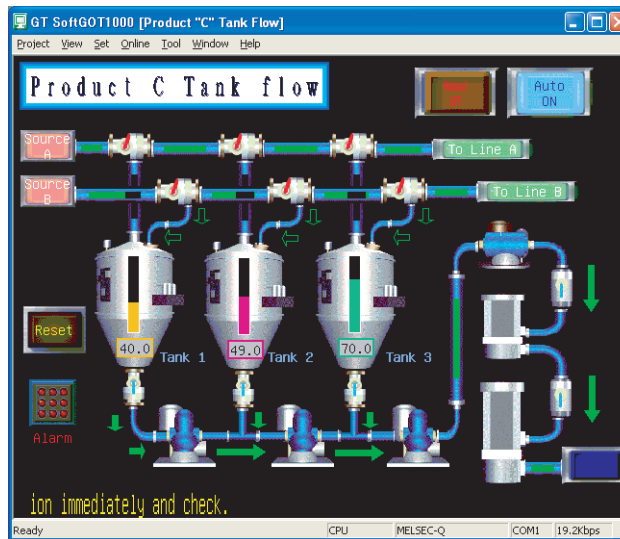 GT SoftGOT1000 [Product "C" Tank Flow]
Project View Set Online Tool Window Help
Product C Tank flow
Auto
ON
Source
A
To Line A
Source
B
To Line B
Reset
40.0 Tank 1
49.0 Tank 2
70.0 Tank 3
Alarm
ion immediately and check.
Ready CPU MELSEC-Q COM1 19.2Kbps